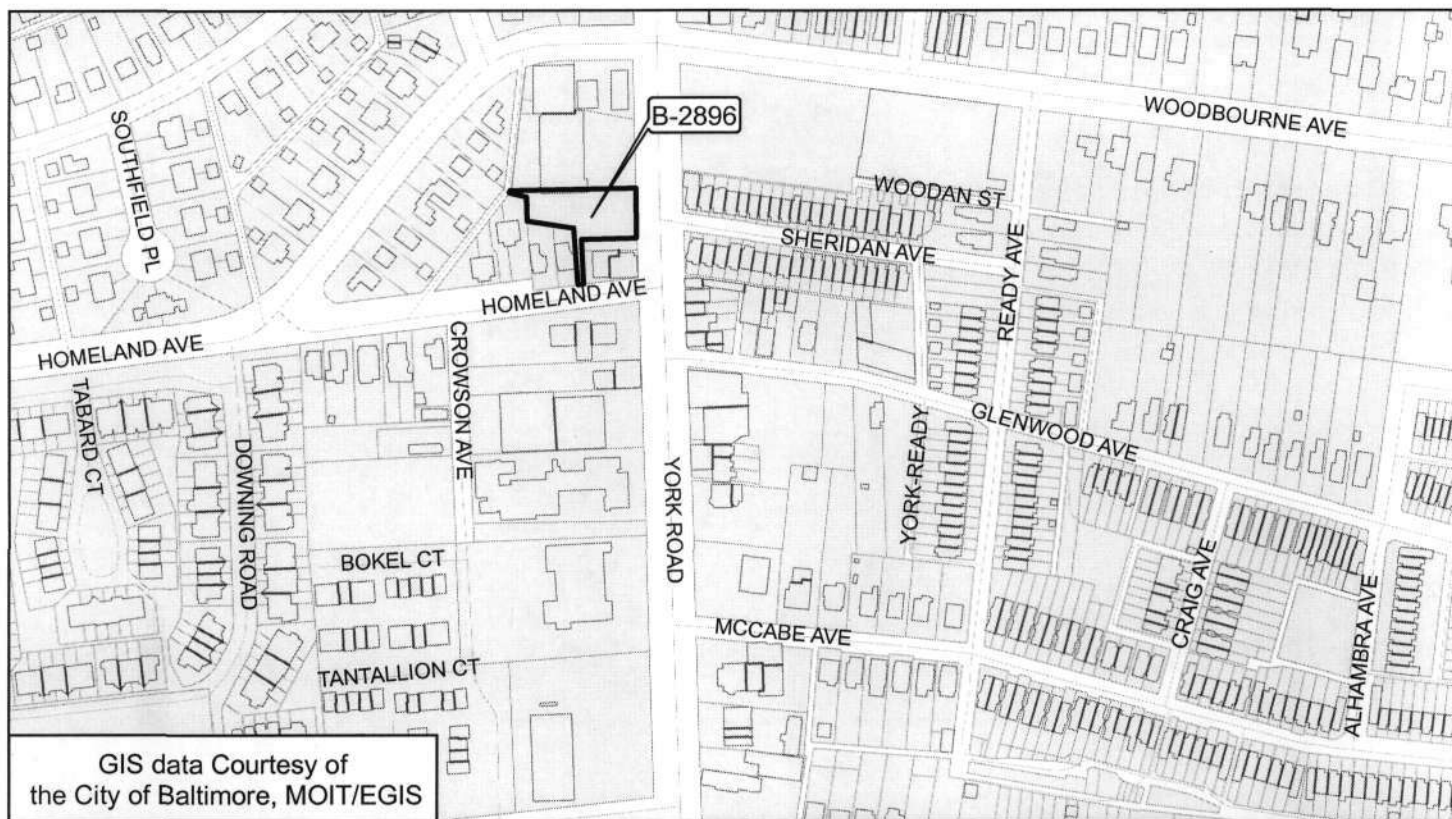 B-2896
WOODBOURNE AVE
SOUTHFIELD PL
WOODAN ST
SHERIDAN AVE
READY AVE
HOMELAND AVE
HOMELAND AVE
CROWSON AVE
TABARD CT
DOWNING ROAD
YORK ROAD
YORK-READY
GLENWOOD AVE
BOKEL CT
CRAIG AVE
ALHAMBRA AVE
MCCABE AVE
TANTALLION CT
GIS data Courtesy of
the City of Baltimore, MOIT/EGIS